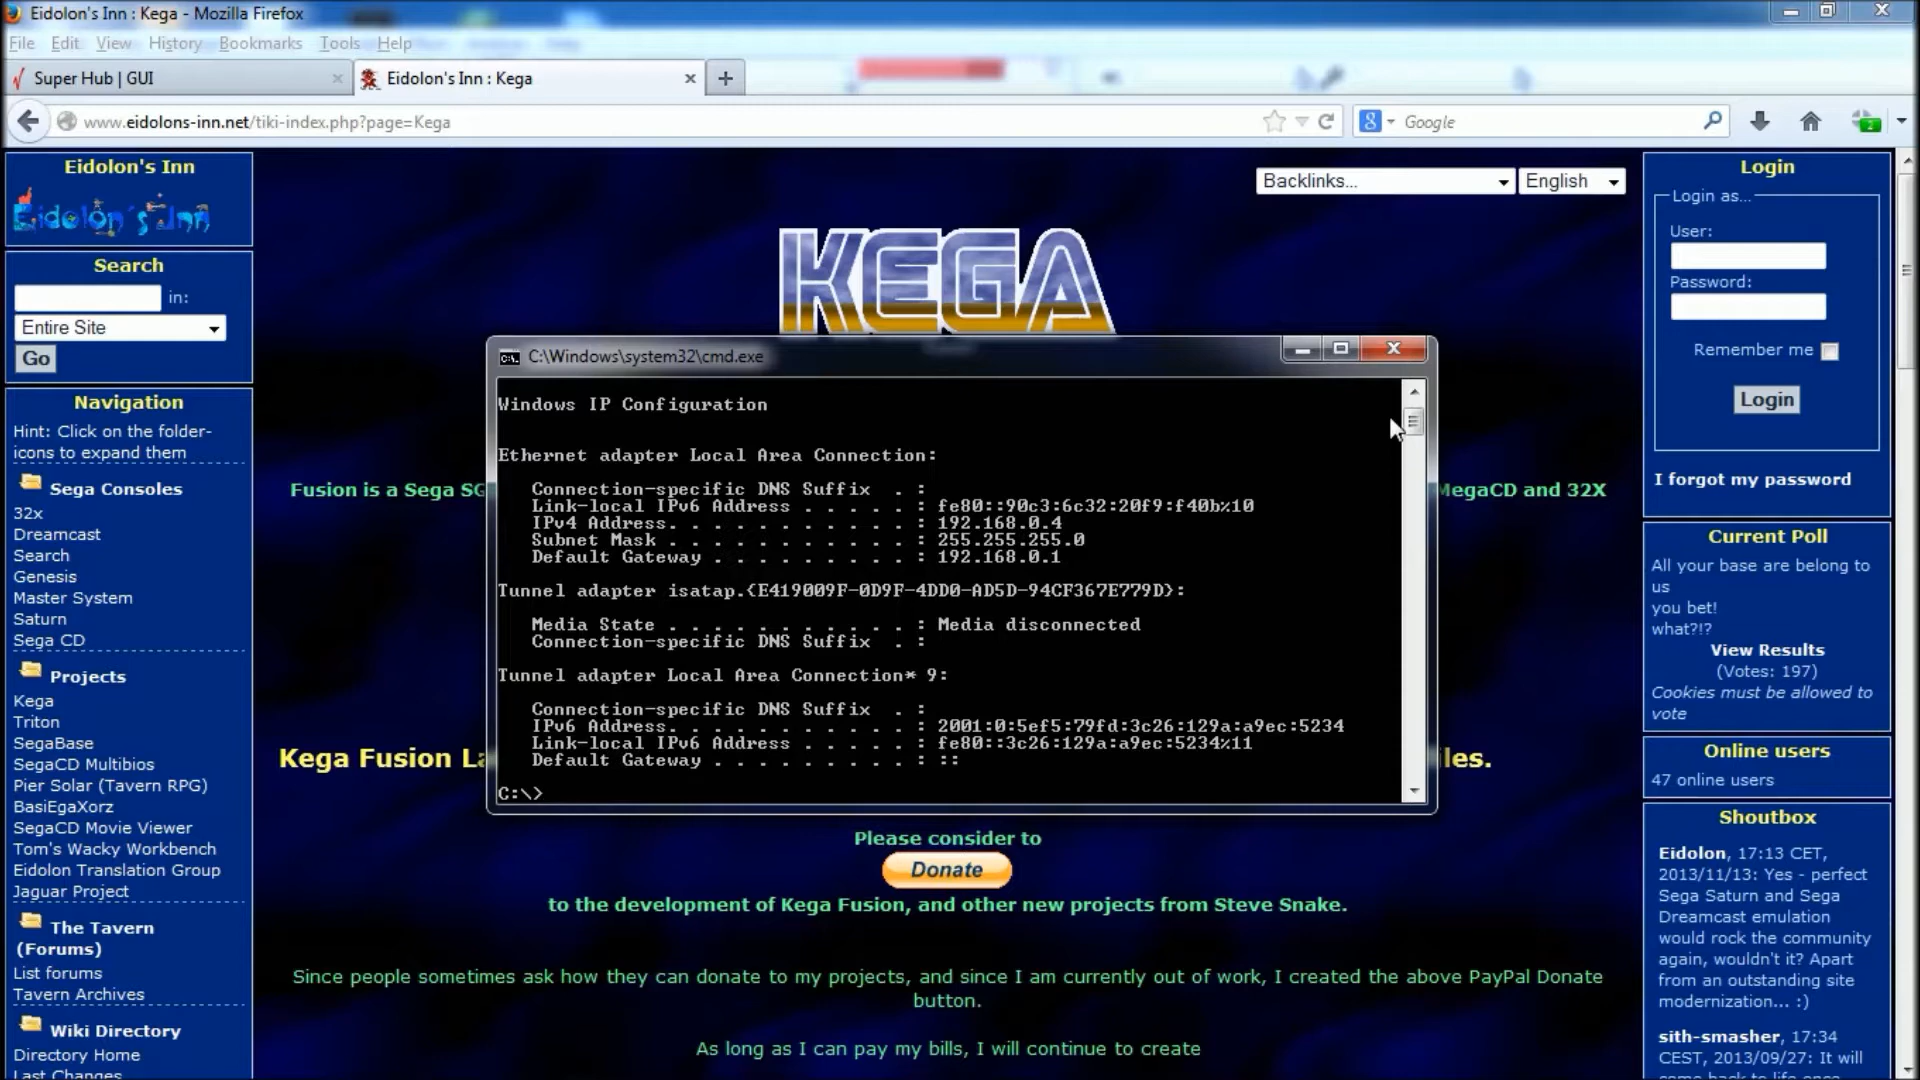 Eidolon's Inn : Kega - Mozilla Firefox
File Edit View History Bookmarks Tools Help
Super Hub | GUI
Eidolon's Inn : Kega
www.eidolons-inn.net/tiki-index.php?page=Kega
Google
2
Eidolon's Inn
Eidolon's Inn
Search
in:
Entire Site
Go
Navigation
Hint: Click on the folder-
icons to expand them
Sega Consoles
32x
Dreamcast
Search
Genesis
Master System
Saturn
Sega CD
Projects
Kega
Triton
SegaBase
SegaCD Multibios
Pier Solar (Tavern RPG)
BasiEgaXorz
SegaCD Movie Viewer
Tom's Wacky Workbench
Eidolon Translation Group
Jaguar Project
The Tavern
(Forums)
List forums
Tavern Archives
Wiki Directory
Directory Home
Last Changes
Backlinks...
English
KEGA
Fusion is a Sega SG
MegaCD and 32X
Kega Fusion La
iles.
C:\Windows\system32\cmd.exe
Windows IP Configuration
Ethernet adapter Local Area Connection:
Connection-specific DNS Suffix . :
Link-local IPv6 Address . . . . . : fe80::90c3:6c32:20f9:f40b%10
IPv4 Address. . . . . . . . . . . : 192.168.0.4
Subnet Mask . . . . . . . . . . . : 255.255.255.0
Default Gateway . . . . . . . . . : 192.168.0.1
Tunnel adapter isatap.{E419009F-0D9F-4DD0-AD5D-94CF367E779D}:
Media State . . . . . . . . . . . : Media disconnected
Connection-specific DNS Suffix . :
Tunnel adapter Local Area Connection* 9:
Connection-specific DNS Suffix . :
IPv6 Address. . . . . . . . . . . : 2001:0:5ef5:79fd:3c26:129a:a9ec:5234
Link-local IPv6 Address . . . . . : fe80::3c26:129a:a9ec:5234%11
Default Gateway . . . . . . . . . : ::
C:\>
Please consider to
Donate
to the development of Kega Fusion, and other new projects from Steve Snake.
Since people sometimes ask how they can donate to my projects, and since I am currently out of work, I created the above PayPal Donate
button.
As long as I can pay my bills, I will continue to create
Login
Login as...
User:
Password:
Remember me
Login
I forgot my password
Current Poll
All your base are belong to
us
you bet!
what?!?
View Results
(Votes: 197)
Cookies must be allowed to
vote
Online users
47 online users
Shoutbox
Eidolon, 17:13 CET,
2013/11/13: Yes - perfect
Sega Saturn and Sega
Dreamcast emulation
would rock the community
again, wouldn't it? Apart
from an outstanding site
modernization... :)
sith-smasher, 17:34
CEST, 2013/09/27: It will
come back to life once